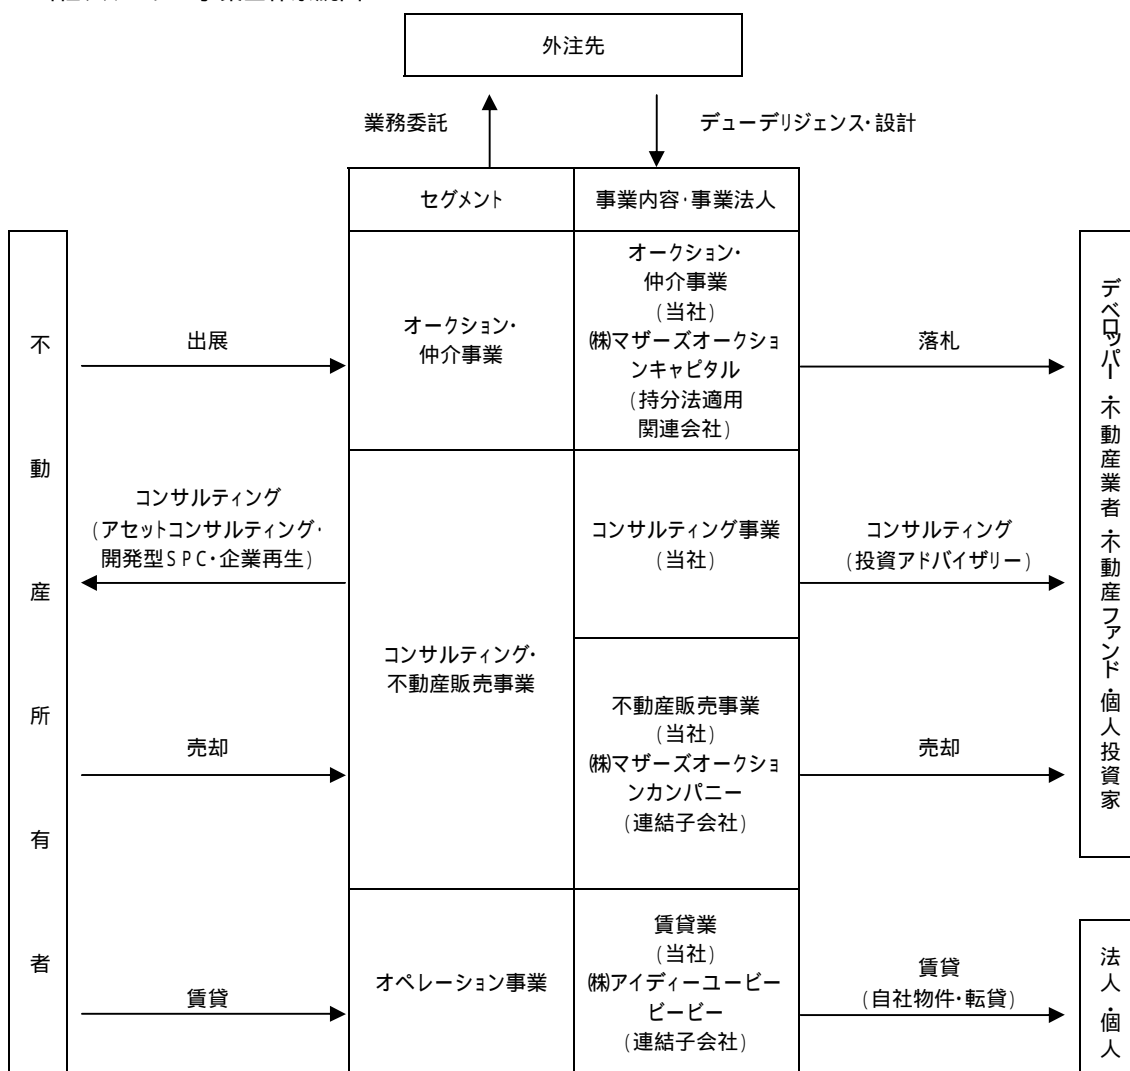 外注先
業務委託
デューデリジェンス・設計
セグメント
事業内容・事業法人
不動産所有者
出展
オークション・
仲介事業
オークション・
仲介事業
(当社)
㈱マザーズオークショ
ンキャピタル
(持分法適用
関連会社)
落札
デベロッパー・不動産業者・不動産ファンド・個人投資家
コンサルティング
(アセットコンサルティング・
開発型SPC・企業再生)
コンサルティング・
不動産販売事業
コンサルティング事業
(当社)
コンサルティング
(投資アドバイザリー)
売却
不動産販売事業
(当社)
㈱マザーズオークショ
ンカンパニー
(連結子会社)
売却
賃貸
オペレーション事業
賃貸業
(当社)
㈱アイディーユービー
ビービー
(連結子会社)
賃貸
(自社物件・転貸)
法人・個人